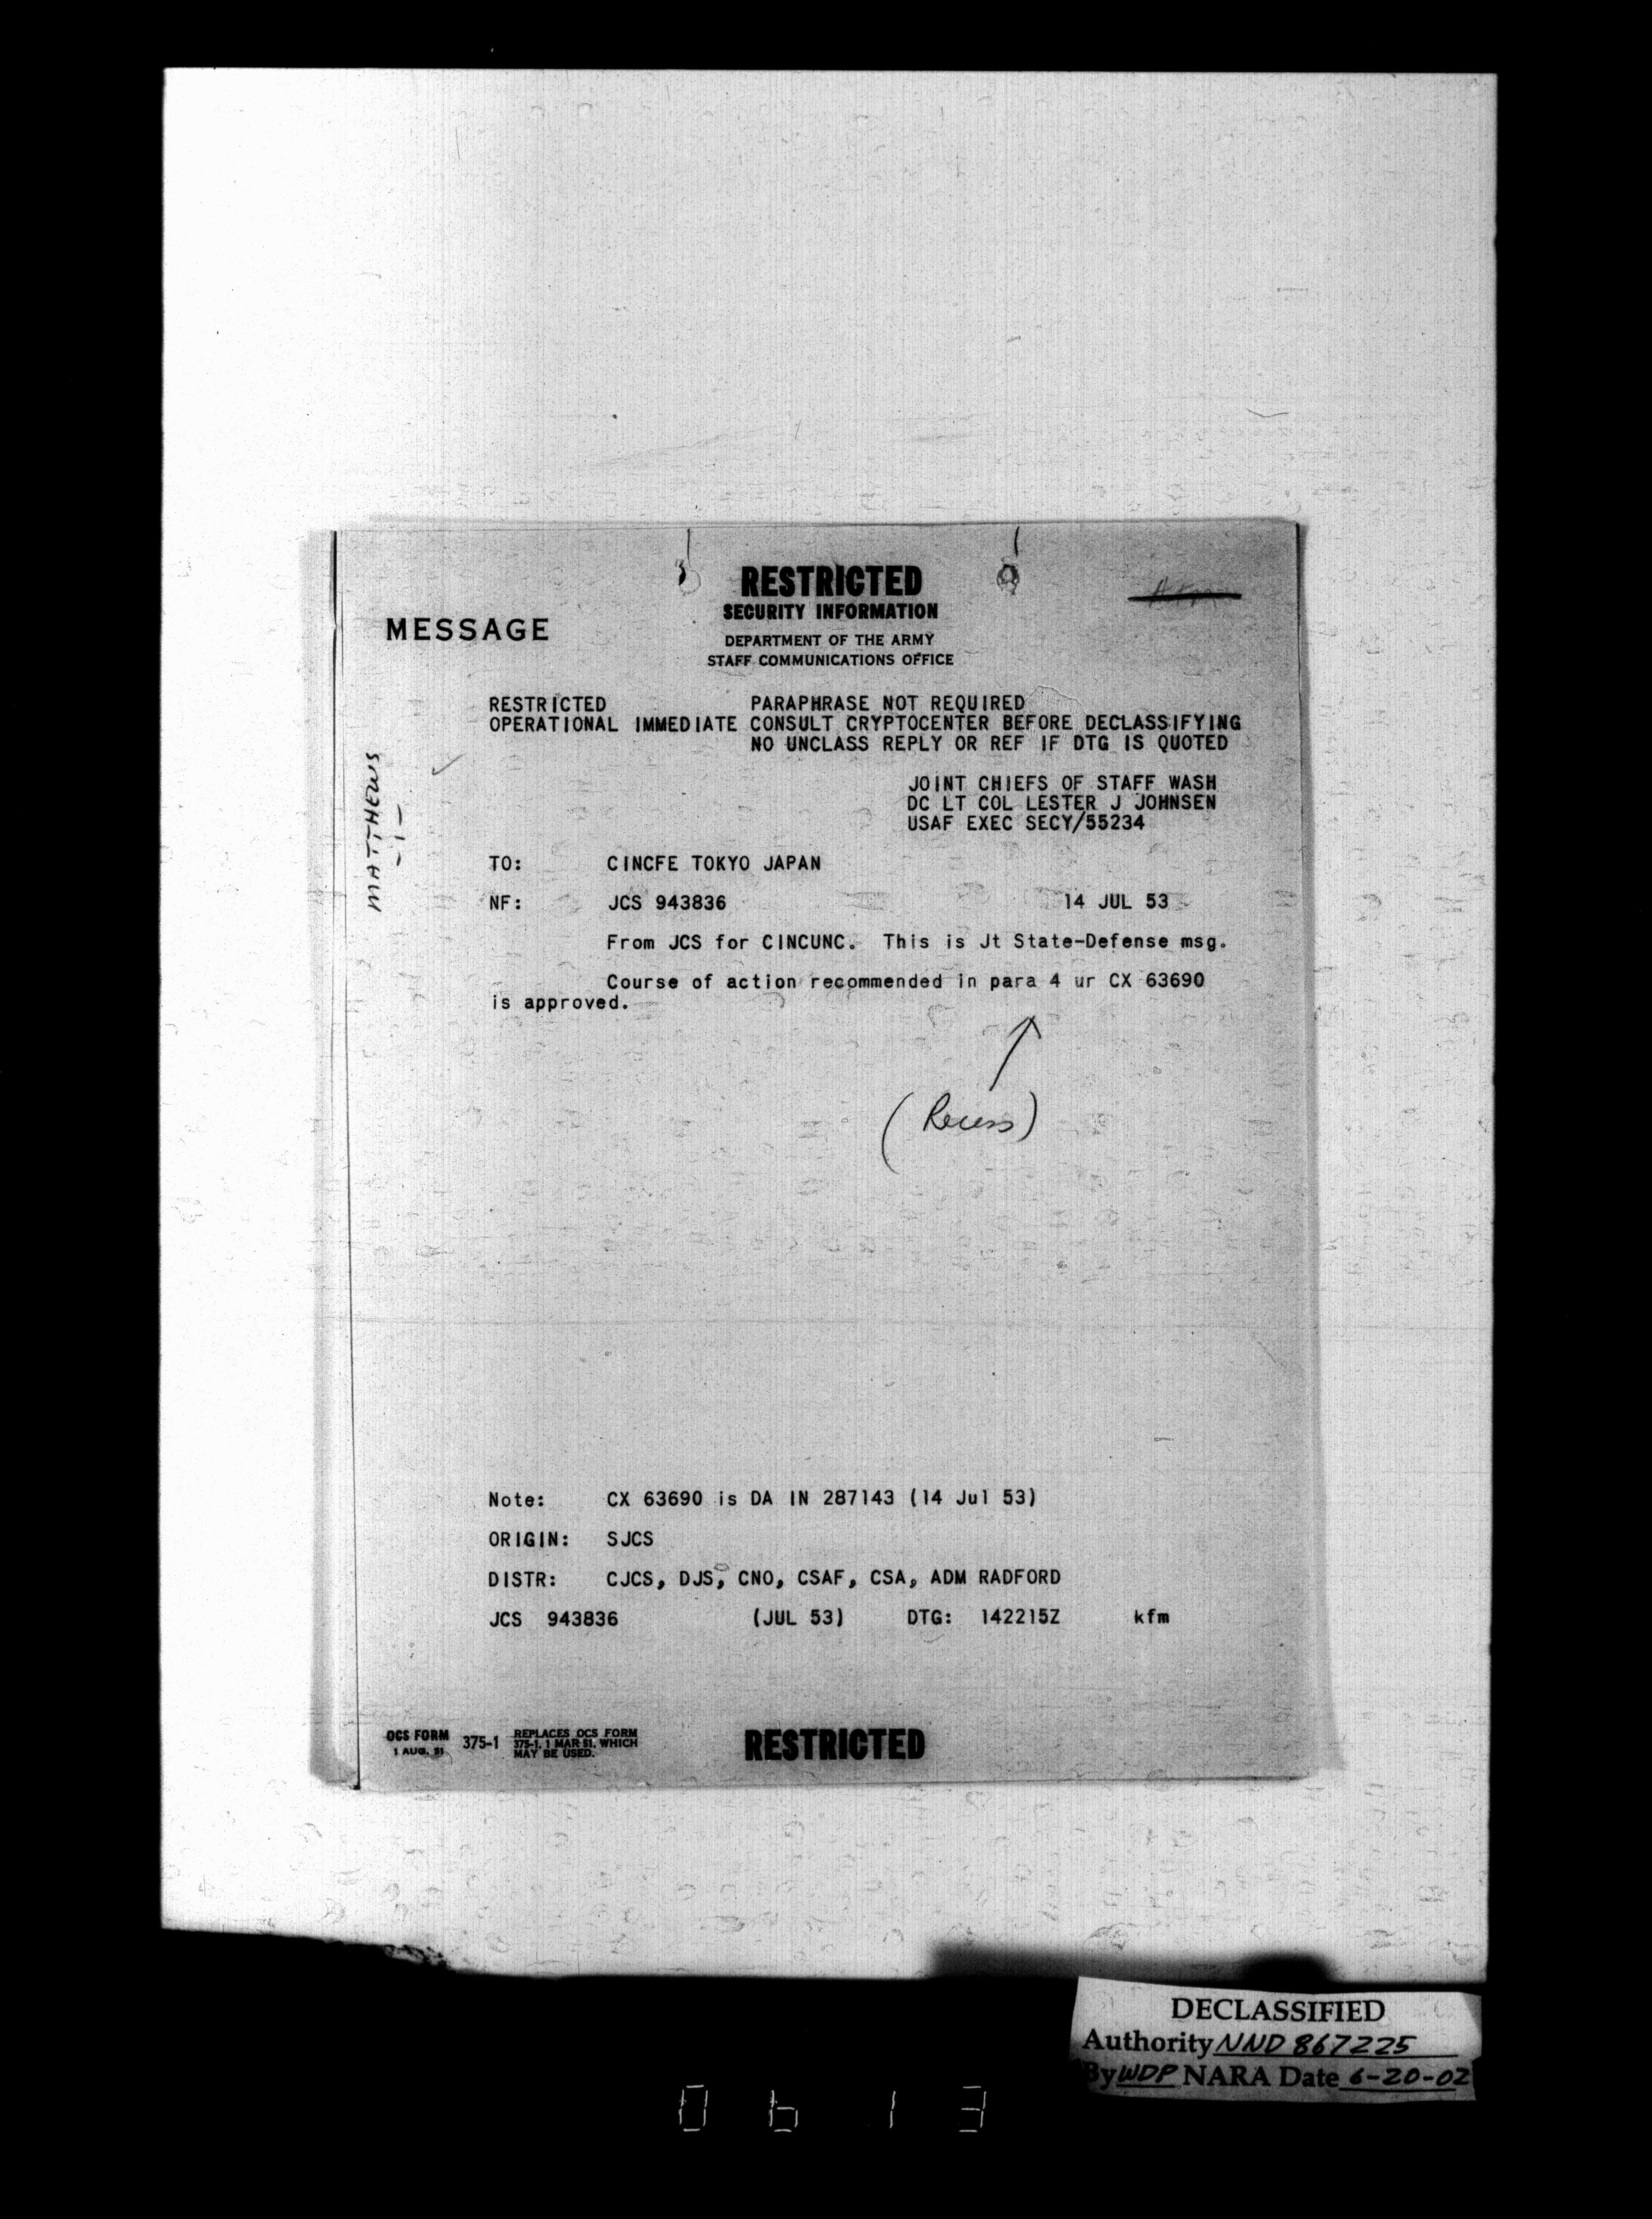 RESTRICTED
SECURITY INFORMATION
MESSAGE
DEPARTMENT OF THE ARMY
STAFF COMMUNICATIONS OFFICE
RESTRICTED PARAPHRASE NOT REQUIRED
OPERATIONAL IMMEDIATE CONSULT CRYPTOCENTER BEFORE DECLASSIFYING
NO UNCLASS REPLY OR REF IF DTG IS QUOTED
MATTHEWS
-1-
JOINT CHIEFS OF STAFF WASH
DC LT COL LESTER J JOHNSEN
USAF EXEC SECY/55234
TO: CINCFE TOKYO JAPAN
NF: JCS 943836 14 JUL 53
From JCS for CINCUNC. This is Jt State-Defense msg.
Course of action recommended in para 4 ur CX 63690
is approved.
(Recess)
Note: CX 63690 is DA IN 287143 (14 Jul 53)
ORIGIN: SJCS
DISTR: CJCS, DJS, CNO, CSAF, CSA, ADM RADFORD
JCS 943836 (JUL 53) DTG: 142215Z kfm
OCS FORM 375-1 REPLACES OCS FORM
1 AUG. 51 375-1, 1 MAR 51, WHICH
MAY BE USED.
RESTRICTED
DECLASSIFIED
Authority NND 867225
By WDP NARA Date 6-20-02